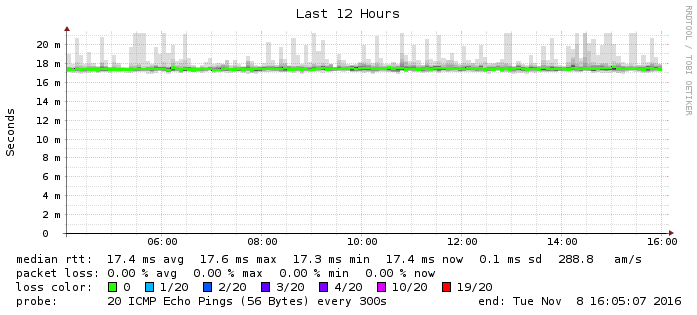 Last 12 Hours
RRDTOOL / TOBI OETIKER
Seconds
20 m
18 m
16 m
14 m
12 m
10 m
8 m
6 m
4 m
2 m
0
06:00 08:00 10:00 12:00 14:00 16:00
median rtt: 17.4 ms avg 17.6 ms max 17.3 ms min 17.4 ms now 0.1 ms sd 288.8 am/s
packet loss: 0.00 % avg 0.00 % max 0.00 % min 0.00 % now
loss color: 0 1/20 2/20 3/20 4/20 10/20 19/20
probe: 20 ICMP Echo Pings (56 Bytes) every 300s end: Tue Nov 8 16:05:07 2016